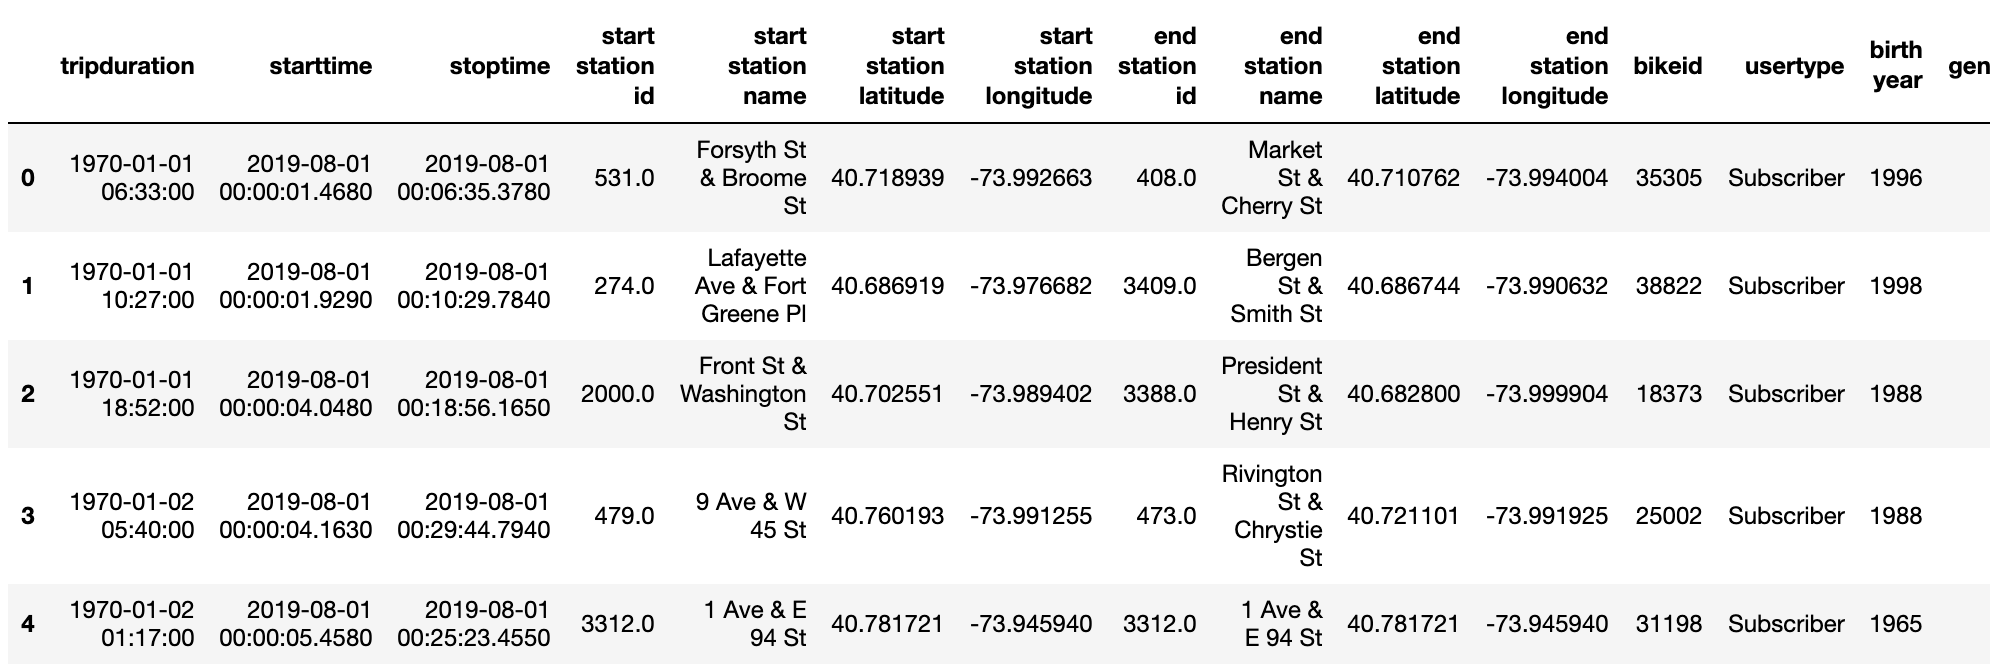 tripduration starttime stoptime start station id start station name start station latitude start station longitude end station id end station name end station latitude end station longitude bikeid usertype birth year gen
0 1970-01-01 06:33:00 2019-08-01 00:00:01.4680 2019-08-01 00:06:35.3780 531.0 Forsyth St & Broome St 40.718939 -73.992663 408.0 Market St & Cherry St 40.710762 -73.994004 35305 Subscriber 1996
1 1970-01-01 10:27:00 2019-08-01 00:00:01.9290 2019-08-01 00:10:29.7840 274.0 Lafayette Ave & Fort Greene Pl 40.686919 -73.976682 3409.0 Bergen St & Smith St 40.686744 -73.990632 38822 Subscriber 1998
2 1970-01-01 18:52:00 2019-08-01 00:00:04.0480 2019-08-01 00:18:56.1650 2000.0 Front St & Washington St 40.702551 -73.989402 3388.0 President St & Henry St 40.682800 -73.999904 18373 Subscriber 1988
3 1970-01-02 05:40:00 2019-08-01 00:00:04.1630 2019-08-01 00:29:44.7940 479.0 9 Ave & W 45 St 40.760193 -73.991255 473.0 Rivington St & Chrystie St 40.721101 -73.991925 25002 Subscriber 1988
4 1970-01-02 01:17:00 2019-08-01 00:00:05.4580 2019-08-01 00:25:23.4550 3312.0 1 Ave & E 94 St 40.781721 -73.945940 3312.0 1 Ave & E 94 St 40.781721 -73.945940 31198 Subscriber 1965